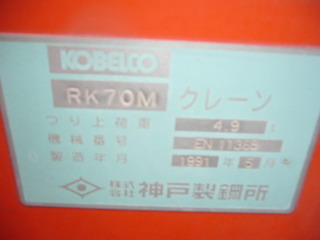 KOBELCO
RK70M クレーン
つり上荷重 4.9 t
機械番号 EN 11368
製造年月 1991 年 5 月
株式会社 神戸製鋼所